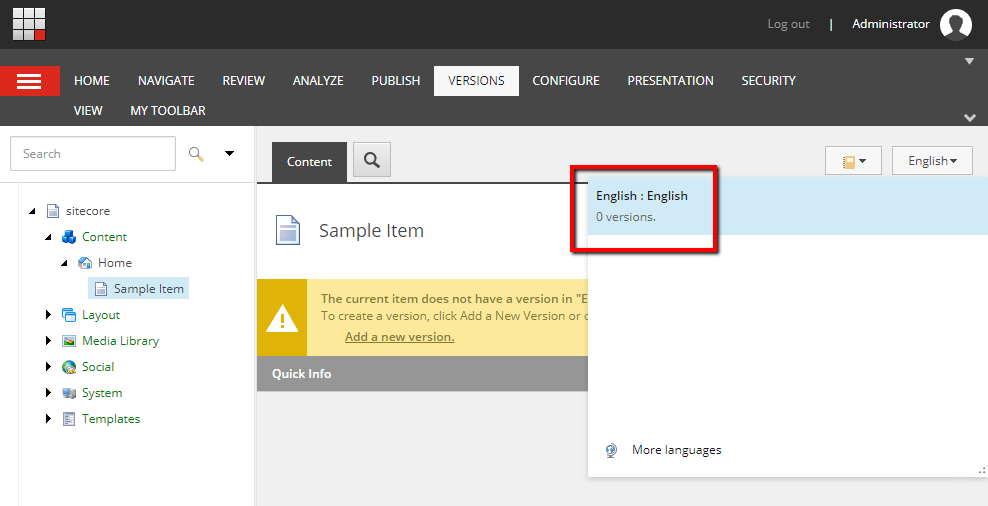 Log out | Administrator
HOME NAVIGATE REVIEW ANALYZE PUBLISH VERSIONS CONFIGURE PRESENTATION SECURITY
VIEW MY TOOLBAR
Search
Content
English
sitecore
Content
Home
Sample Item
Layout
Media Library
Social
System
Templates
Sample Item
The current item does not have a version in "E
To create a version, click Add a New Version or
Add a new version.
Quick Info
English : English
0 versions.
More languages